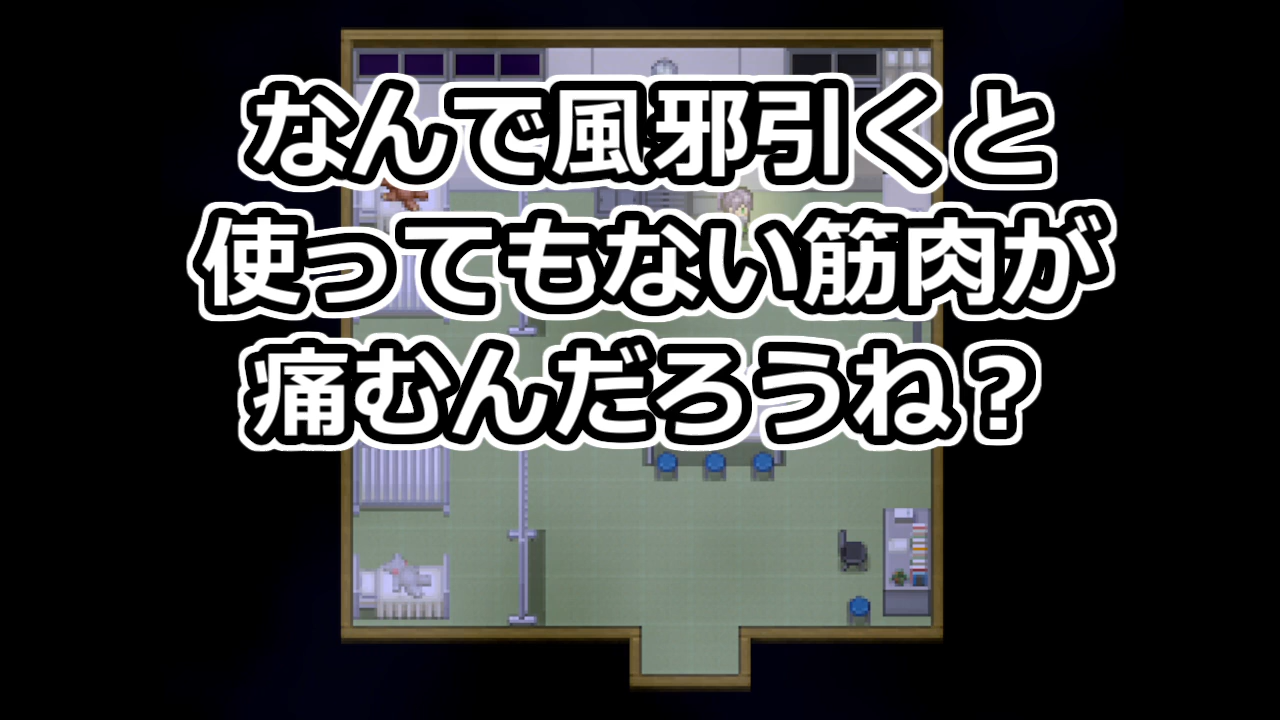 なんで風邪引くと
使ってもない筋肉が
痛むんだろうね？